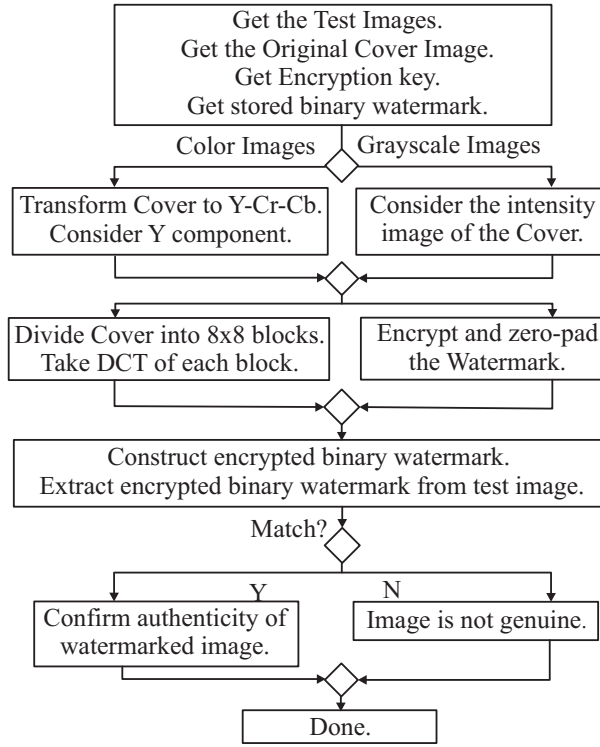 Get the Test Images.
Get the Original Cover Image.
Get Encryption key.
Get stored binary watermark.
Color Images
Grayscale Images
Transform Cover to Y-Cr-Cb.
Consider Y component.
Consider the intensity
image of the Cover.
Divide Cover into 8x8 blocks.
Take DCT of each block.
Encrypt and zero-pad
the Watermark.
Construct encrypted binary watermark.
Extract encrypted binary watermark from test image.
Match?
Y
N
Confirm authenticity of
watermarked image.
Image is not genuine.
Done.